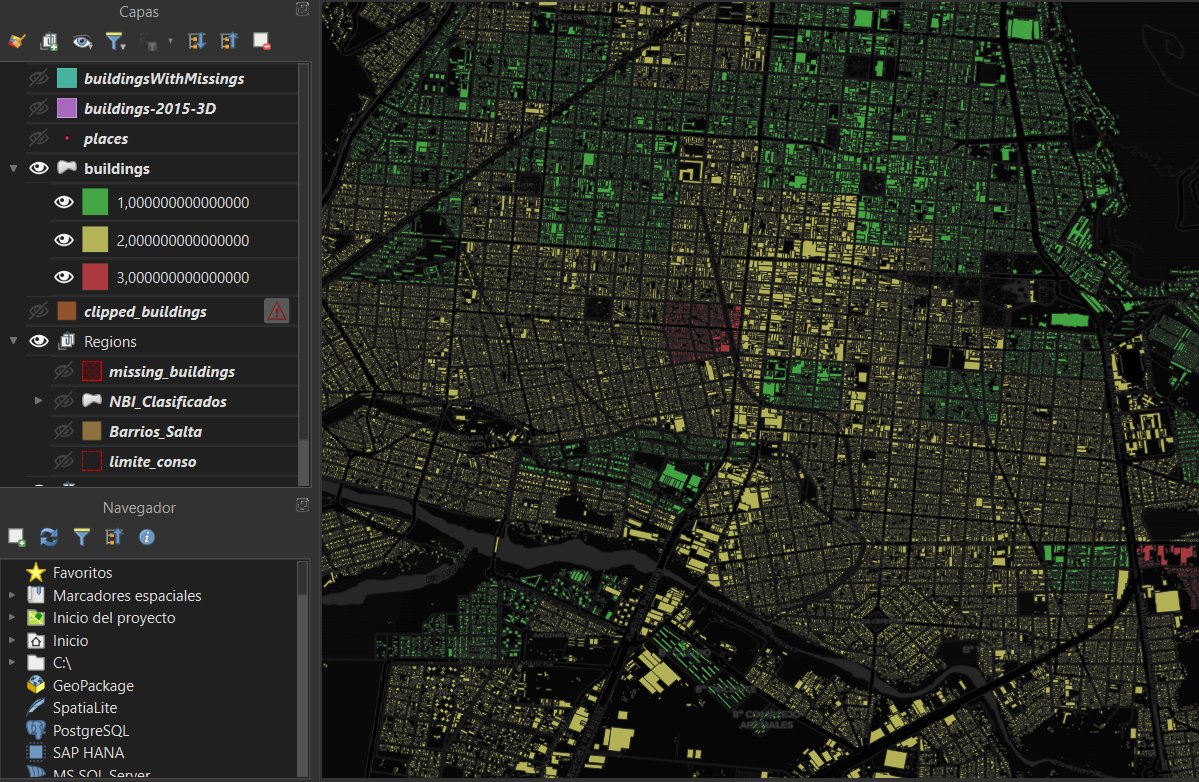 Capas
buildingsWithMissings
buildings-2015-3D
places
buildings
1,000000000000000
2,000000000000000
3,000000000000000
clipped_buildings
Regions
missing_buildings
NBI_Clasificados
Barrios_Salta
limite_conso
Navegador
Favoritos
Marcadores espaciales
Inicio del proyecto
Inicio
C:\
GeoPackage
SpatiaLite
PostgreSQL
SAP HANA
MS SQL Server